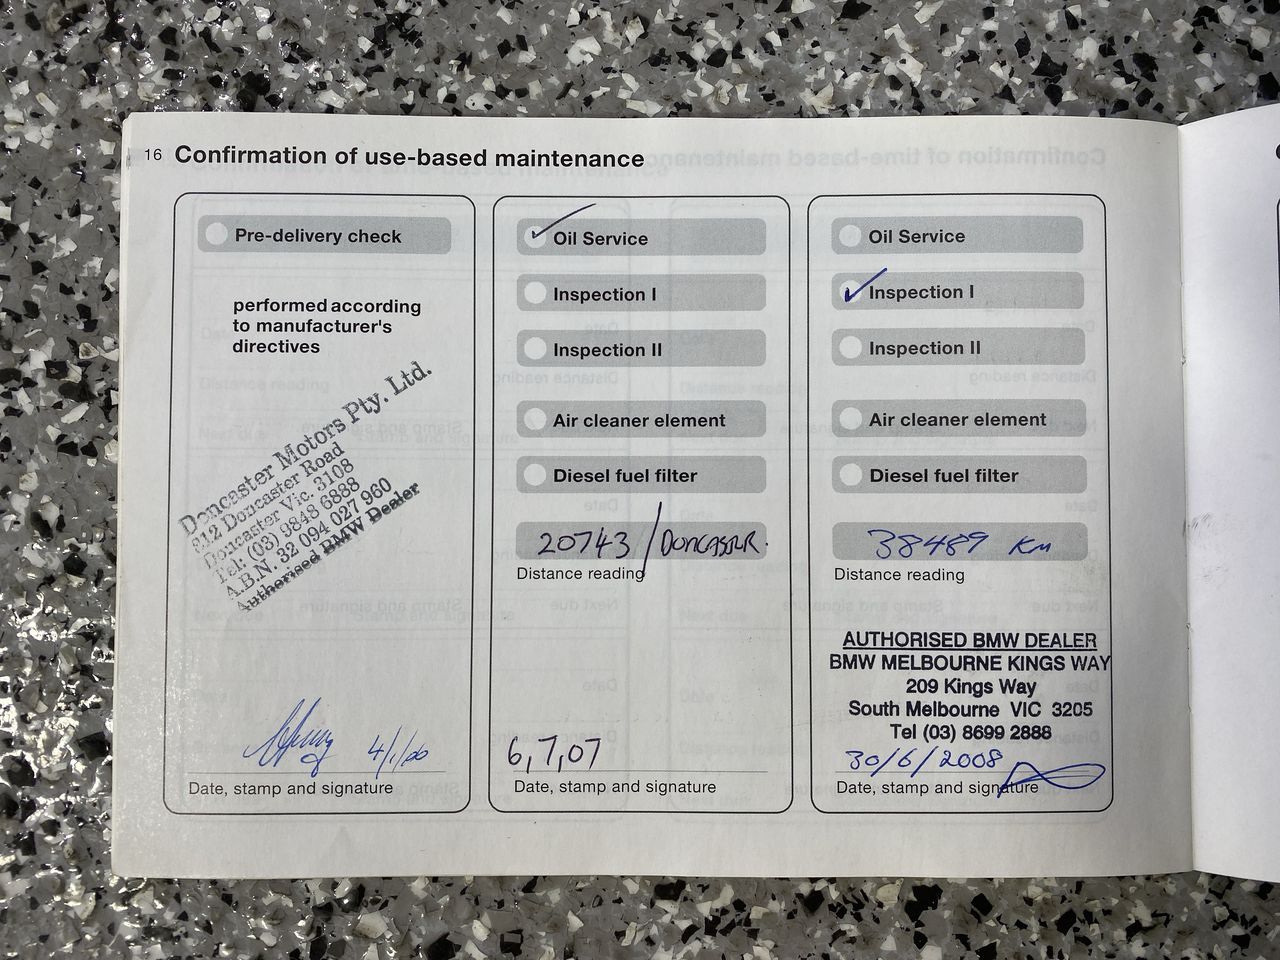 16 Confirmation of use-based maintenance
Pre-delivery check
performed according
to manufacturer's
directives
Doncaster Motors Pty. Ltd.
812 Doncaster Road
Doncaster Vic. 3108
Tel: (03) 9848 6888
A.B.N. 32 094 027 960
Authorised BMW Dealer
Date, stamp and signature
Oil Service
Inspection I
Inspection II
Air cleaner element
Diesel fuel filter
20743 / DONCASTER.
Distance reading
6,7,07
Date, stamp and signature
Oil Service
Inspection I
Inspection II
Air cleaner element
Diesel fuel filter
38489 KM
Distance reading
AUTHORISED BMW DEALER
BMW MELBOURNE KINGS WAY
209 Kings Way
South Melbourne VIC 3205
Tel (03) 8699 2888
30/6/2008
Date, stamp and signature